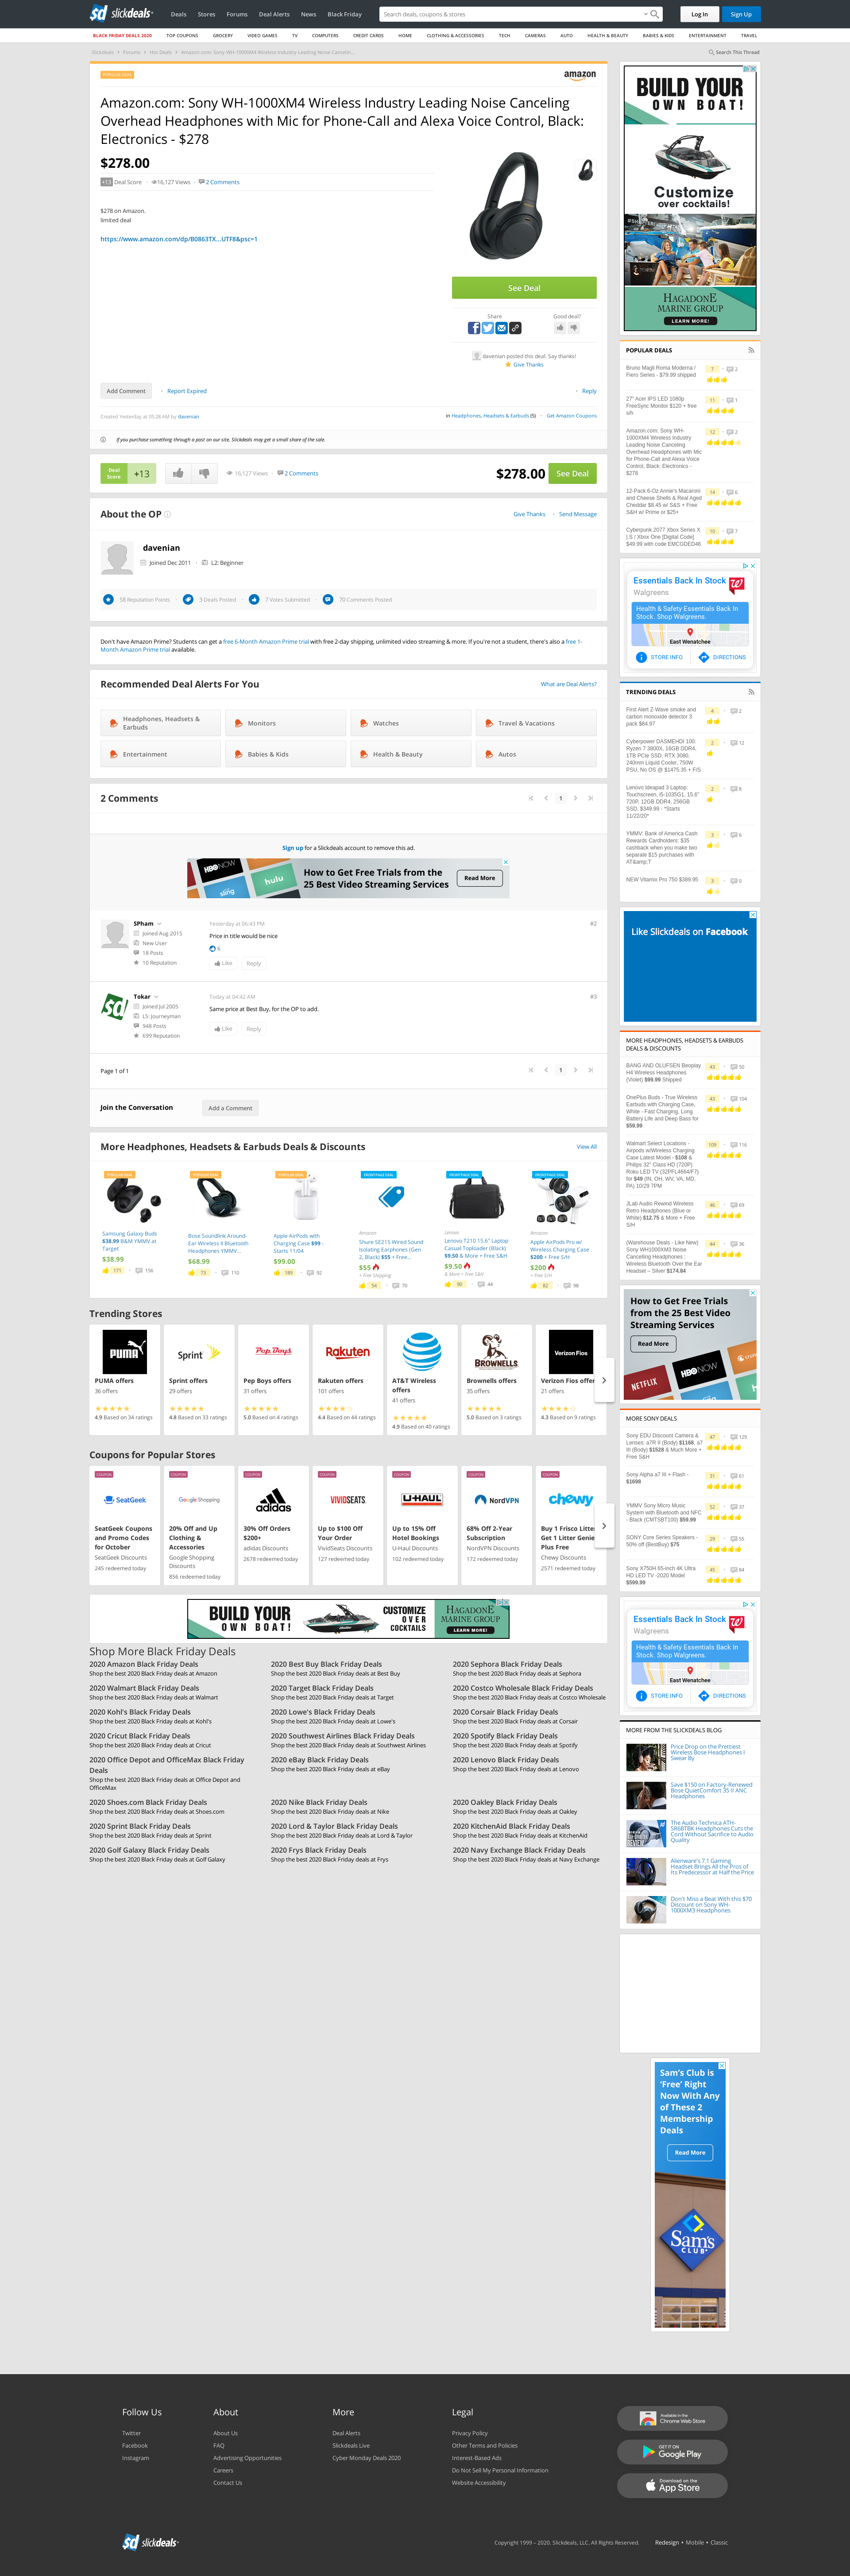 slickdeals
Deals
Stores
Forums
Deal Alerts
News
Black Friday
Search deals, coupons & stores
Log In
Sign Up
BLACK FRIDAY DEALS 2020
TOP COUPONS
GROCERY
VIDEO GAMES
TV
COMPUTERS
CREDIT CARDS
HOME
CLOTHING & ACCESSORIES
TECH
CAMERAS
AUTO
HEALTH & BEAUTY
BABIES & KIDS
ENTERTAINMENT
TRAVEL
Slickdeals › Forums › Hot Deals › Amazon.com: Sony WH-1000XM4 Wireless Industry Leading Noise Cancelin...
Search This Thread
POPULAR DEAL
amazon
Amazon.com: Sony WH-1000XM4 Wireless Industry Leading Noise Canceling
Overhead Headphones with Mic for Phone-Call and Alexa Voice Control, Black:
Electronics - $278
$278.00
+13 Deal Score
16,127 Views
2 Comments
$278 on Amazon.
limited deal
https://www.amazon.com/dp/B0863TX...UTF8&psc=1
See Deal
Share
Good deal?
davenian posted this deal. Say thanks!
Give Thanks
Add Comment
Report Expired
Reply
Created Yesterday at 05:28 AM by davenian
in Headphones, Headsets & Earbuds (5)
Get Amazon Coupons
If you purchase something through a post on our site, Slickdeals may get a small share of the sale.
Deal
Score
+13
16,127 Views
2 Comments
$278.00
See Deal
About the OP
Give Thanks
Send Message
davenian
Joined Dec 2011
L2: Beginner
58 Reputation Points
3 Deals Posted
7 Votes Submitted
70 Comments Posted
Don't have Amazon Prime? Students can get a free 6-Month Amazon Prime trial with free 2-day shipping, unlimited video streaming & more. If you're not a student, there's also a free 1-
Month Amazon Prime trial available.
Recommended Deal Alerts For You
What are Deal Alerts?
Headphones, Headsets &
Earbuds
Monitors
Watches
Travel & Vacations
Entertainment
Babies & Kids
Health & Beauty
Autos
2 Comments
1
Sign up for a Slickdeals account to remove this ad.
HBO NOW
sling
hulu
How to Get Free Trials from the
25 Best Video Streaming Services
Read More
SPham
Joined Aug 2015
New User
18 Posts
10 Reputation
Yesterday at 06:43 PM
#2
Price in title would be nice
6
Like
Reply
Tokar
Joined Jul 2005
L5: Journeyman
948 Posts
699 Reputation
Today at 04:42 AM
#3
Same price at Best Buy, for the OP to add.
Like
Reply
Page 1 of 1
1
Join the Conversation
Add a Comment
More Headphones, Headsets & Earbuds Deals & Discounts
View All
POPULAR DEAL
Samsung Galaxy Buds
$38.99 B&M YMMV at
Target
$38.99
171
156
POPULAR DEAL
Bose Soundlink Around-
Ear Wireless II Bluetooth
Headphones YMMV...
$68.99
73
110
POPULAR DEAL
Apple AirPods with
Charging Case $99 -
Starts 11/04
$99.00
189
92
FRONTPAGE DEAL
Amazon
Shure SE215 Wired Sound
Isolating Earphones (Gen
2, Black) $55 + Free...
$55
+ Free Shipping
54
70
FRONTPAGE DEAL
Lenovo
Lenovo T210 15.6" Laptop
Casual Toploader (Black)
$9.50 & More + Free S&H
$9.50
& More + Free S&H
90
44
FRONTPAGE DEAL
Amazon
Apple AirPods Pro w/
Wireless Charging Case
$200 + Free S/H
$200
+ Free S/H
82
98
Trending Stores
PUMA
PUMA offers
36 offers
4.9 Based on 34 ratings
Sprint
Sprint offers
29 offers
4.8 Based on 33 ratings
Pep Boys
Pep Boys offers
31 offers
5.0 Based on 4 ratings
Rakuten
Rakuten offers
101 offers
4.4 Based on 44 ratings
AT&T Wireless
offers
41 offers
4.9 Based on 40 ratings
BROWNELLS
Brownells offers
35 offers
5.0 Based on 3 ratings
Verizon Fios
Verizon Fios offer
21 offers
4.3 Based on 9 ratings
Coupons for Popular Stores
COUPON
SeatGeek
SeatGeek Coupons
and Promo Codes
for October
SeatGeek Discounts
245 redeemed today
COUPON
Google Shopping
20% Off and Up
Clothing &
Accessories
Google Shopping
Discounts
856 redeemed today
COUPON
adidas
30% Off Orders
$200+
adidas Discounts
2678 redeemed today
COUPON
VIVIDSEATS.
Up to $100 Off
Your Order
VividSeats Discounts
127 redeemed today
COUPON
U-HAUL
Up to 15% Off
Hotel Bookings
U-Haul Discounts
102 redeemed today
COUPON
NordVPN
68% Off 2-Year
Subscription
NordVPN Discounts
172 redeemed today
COUPON
chewy
Buy 1 Frisco Litter
Get 1 Litter Genie
Plus Free
Chewy Discounts
2571 redeemed today
BUILD YOUR
OWN BOAT!
CUSTOMIZE
OVER
COCKTAILS
HAGADONE
MARINE GROUP
LEARN MORE!
Shop More Black Friday Deals
2020 Amazon Black Friday Deals
Shop the best 2020 Black Friday deals at Amazon
2020 Best Buy Black Friday Deals
Shop the best 2020 Black Friday deals at Best Buy
2020 Sephora Black Friday Deals
Shop the best 2020 Black Friday deals at Sephora
2020 Walmart Black Friday Deals
Shop the best 2020 Black Friday deals at Walmart
2020 Target Black Friday Deals
Shop the best 2020 Black Friday deals at Target
2020 Costco Wholesale Black Friday Deals
Shop the best 2020 Black Friday deals at Costco Wholesale
2020 Kohl's Black Friday Deals
Shop the best 2020 Black Friday deals at Kohl's
2020 Lowe's Black Friday Deals
Shop the best 2020 Black Friday deals at Lowe's
2020 Corsair Black Friday Deals
Shop the best 2020 Black Friday deals at Corsair
2020 Cricut Black Friday Deals
Shop the best 2020 Black Friday deals at Cricut
2020 Southwest Airlines Black Friday Deals
Shop the best 2020 Black Friday deals at Southwest Airlines
2020 Spotify Black Friday Deals
Shop the best 2020 Black Friday deals at Spotify
2020 Office Depot and OfficeMax Black Friday
Deals
Shop the best 2020 Black Friday deals at Office Depot and
OfficeMax
2020 eBay Black Friday Deals
Shop the best 2020 Black Friday deals at eBay
2020 Lenovo Black Friday Deals
Shop the best 2020 Black Friday deals at Lenovo
2020 Shoes.com Black Friday Deals
Shop the best 2020 Black Friday deals at Shoes.com
2020 Nike Black Friday Deals
Shop the best 2020 Black Friday deals at Nike
2020 Oakley Black Friday Deals
Shop the best 2020 Black Friday deals at Oakley
2020 Sprint Black Friday Deals
Shop the best 2020 Black Friday deals at Sprint
2020 Lord & Taylor Black Friday Deals
Shop the best 2020 Black Friday deals at Lord & Taylor
2020 KitchenAid Black Friday Deals
Shop the best 2020 Black Friday deals at KitchenAid
2020 Golf Galaxy Black Friday Deals
Shop the best 2020 Black Friday deals at Golf Galaxy
2020 Frys Black Friday Deals
Shop the best 2020 Black Friday deals at Frys
2020 Navy Exchange Black Friday Deals
Shop the best 2020 Black Friday deals at Navy Exchange
BUILD YOUR
OWN BOAT!
Customize
over cocktails!
HAGADONE
MARINE GROUP
LEARN MORE!
POPULAR DEALS
Bruno Magli Roma Moderna /
Fiero Series - $79.99 shipped
7
2
27" Acer IPS LED 1080p
FreeSync Monitor $120 + free
s/h
11
1
Amazon.com: Sony WH-
1000XM4 Wireless Industry
Leading Noise Canceling
Overhead Headphones with Mic
for Phone-Call and Alexa Voice
Control, Black: Electronics -
$278
12
2
12-Pack 6-Oz Annie's Macaroni
and Cheese Shells & Real Aged
Cheddar $8.45 w/ S&S + Free
S&H w/ Prime or $25+
14
6
Cyberpunk 2077 Xbox Series X
| S / Xbox One [Digital Code]
$49.99 with code EMCGDED46
10
7
Essentials Back In Stock
Walgreens
Health & Safety Essentials Back In
Stock. Shop Walgreens.
East Wenatchee
STORE INFO
DIRECTIONS
TRENDING DEALS
First Alert Z-Wave smoke and
carbon monoxide detector 3
pack $64.97
4
2
Cyberpower DASMEHDI 100:
Ryzen 7 3800X, 16GB DDR4,
1TB PCIe SSD, RTX 3080,
240mm Liquid Cooler, 750W
PSU, No OS @ $1475.35 + F/S
2
12
Lenovo Ideapad 3 Laptop:
Touchscreen, i5-1035G1, 15.6"
720P, 12GB DDR4, 256GB
SSD, $349.99 - *Starts
11/22/20*
2
8
YMMV: Bank of America Cash
Rewards Cardholders: $35
cashback when you make two
separate $15 purchases with
AT&amp;T
3
6
NEW Vitamix Pro 750 $389.95
3
0
Like Slickdeals on Facebook
MORE HEADPHONES, HEADSETS & EARBUDS
DEALS & DISCOUNTS
BANG AND OLUFSEN Beoplay
H4 Wireless Headphones
(Violet) $99.99 Shipped
43
50
OnePlus Buds - True Wireless
Earbuds with Charging Case,
White - Fast Charging, Long
Battery Life and Deep Bass for
$59.99
43
104
Walmart Select Locations -
Airpods w/Wireless Charging
Case Latest Model - $108 &
Philips 32" Class HD (720P)
Roku LED TV (32PFL4664/F7)
for $49 (IN, OH, WV, VA, MD,
PA) 10/29 7PM
109
116
JLab Audio Rewind Wireless
Retro Headphones (Blue or
White) $12.75 & More + Free
S/H
46
69
(Warehouse Deals - Like New)
Sony WH1000XM3 Noise
Cancelling Headphones :
Wireless Bluetooth Over the Ear
Headset – Silver $174.84
44
36
How to Get Free Trials
from the 25 Best Video
Streaming Services
Read More
NETFLIX
HBO NOW
sling
hulu
MORE SONY DEALS
Sony EDU Discount Camera &
Lenses: a7R II (Body) $1168, a7
III (Body) $1528 & Much More +
Free S&H
47
129
Sony Alpha a7 III + Flash -
$1698
31
61
YMMV Sony Micro Music
System with Bluetooth and NFC
- Black (CMTSBT100) $59.99
52
37
SONY Core Series Speakers -
50% off (BestBuy) $75
29
55
Sony X750H 65-inch 4K Ultra
HD LED TV -2020 Model
$599.99
45
84
Essentials Back In Stock
Walgreens
Health & Safety Essentials Back In
Stock. Shop Walgreens.
East Wenatchee
STORE INFO
DIRECTIONS
MORE FROM THE SLICKDEALS BLOG
Price Drop on the Prettiest
Wireless Bose Headphones I
Swear By
Save $150 on Factory-Renewed
Bose QuietComfort 35 II ANC
Headphones
The Audio Technica ATH-
SR6BTBK Headphones Cuts the
Cord Without Sacrifice to Audio
Quality
Alienware's 7.1 Gaming
Headset Brings All the Pros of
Its Predecessor at Half the Price
Don't Miss a Beat With this $70
Discount on Sony WH-
1000XM3 Headphones
Sam's Club is
'Free' Right
Now With Any
of These 2
Membership
Deals
Read More
Sam's
CLUB
Follow Us
Twitter
Facebook
Instagram
About
About Us
FAQ
Advertising Opportunities
Careers
Contact Us
More
Deal Alerts
Slickdeals Live
Cyber Monday Deals 2020
Legal
Privacy Policy
Other Terms and Policies
Interest-Based Ads
Do Not Sell My Personal Information
Website Accessibility
Available in the
Chrome Web Store
GET IT ON
Google Play
Download on the
App Store
slickdeals
Copyright 1999 – 2020. Slickdeals, LLC. All Rights Reserved.
Redesign • Mobile • Classic